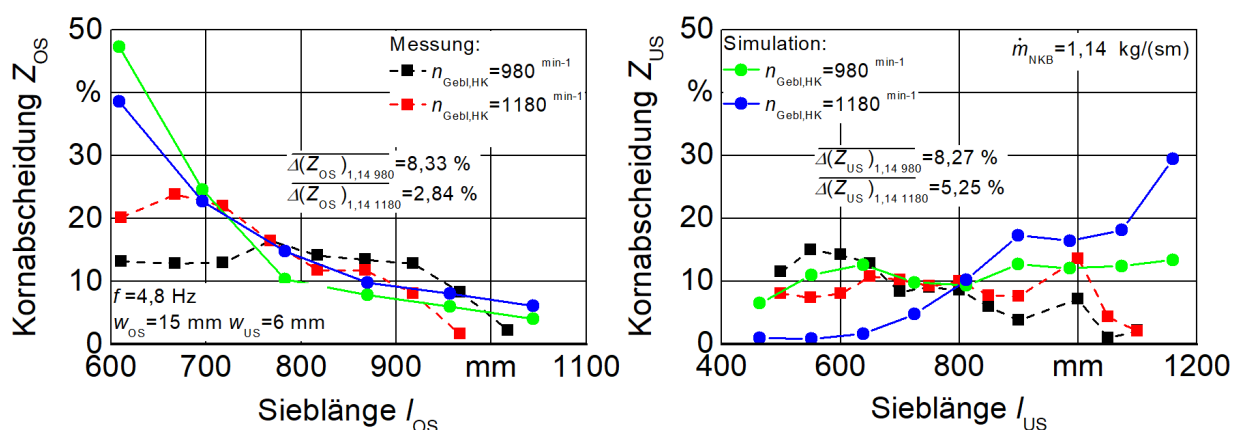 50
40
%
30
20
10
0
Kornabscheidung Z_OS
Messung:
n_Gebl,HK=980 min-1
n_Gebl,HK=1180 min-1
Δ(Z_OS)_1,14 980=8,33 %
Δ(Z_OS)_1,14 1180=2,84 %
f=4,8 Hz
w_OS=15 mm w_US=6 mm
600 700 800 900 mm 1100
Sieblänge l_OS
50
%
30
20
10
0
Kornabscheidung Z_US
Simulation:
n_Gebl,HK=980 min-1
n_Gebl,HK=1180 min-1
ṁ_NKB=1,14 kg/(sm)
Δ(Z_US)_1,14 980=8,27 %
Δ(Z_US)_1,14 1180=5,25 %
400 600 800 mm 1200
Sieblänge l_US